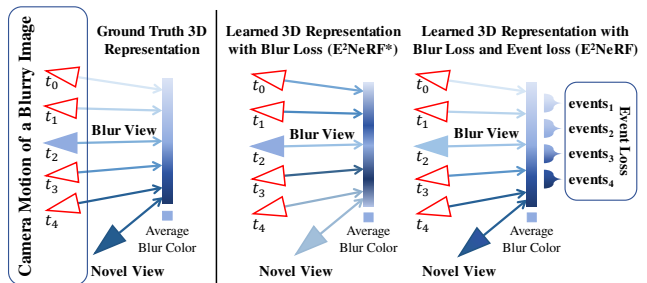 Camera Motion of a Blurry Image
Ground Truth 3D
Representation
t0
t1
Blur View
t2
t3
t4
Average
Blur Color
Novel View
Learned 3D Representation
with Blur Loss (E²NeRF*)
t0
t1
Blur View
t2
t3
t4
Average
Blur Color
Novel View
Learned 3D Representation with
Blur Loss and Event loss (E²NeRF)
t0
t1
Blur View
t2
t3
t4
Average
Blur Color
Novel View
events1
events2
events3
events4
Event Loss